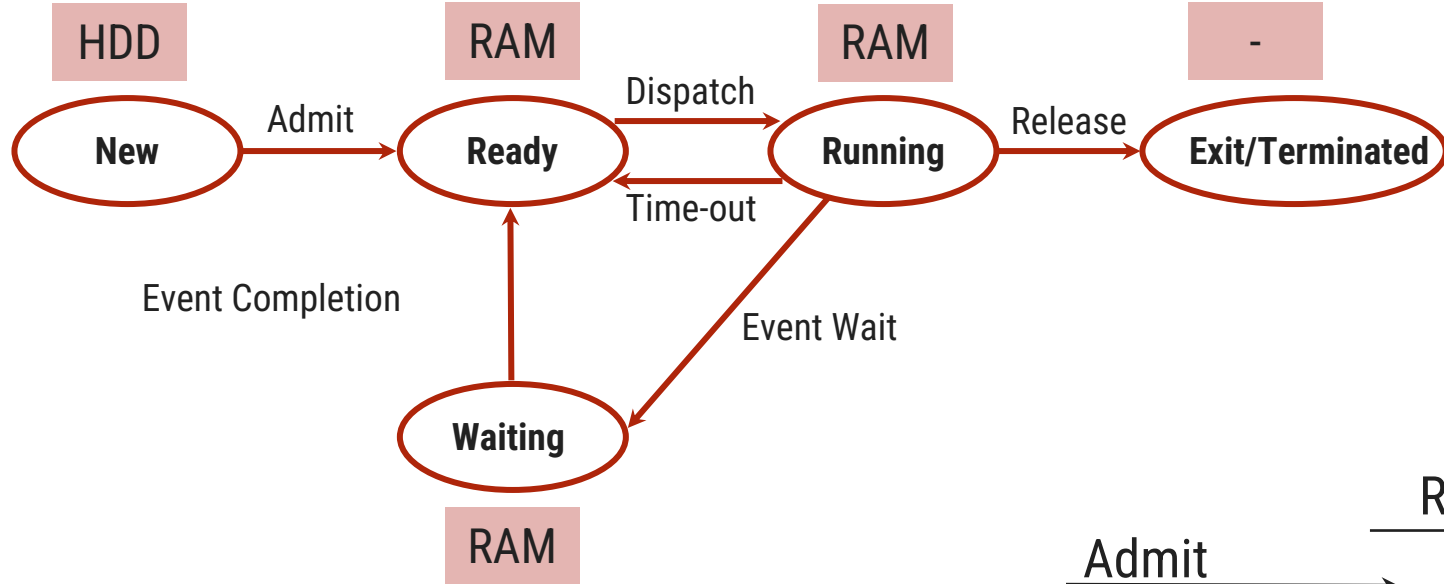 HDD
RAM
RAM
-
Admit
Dispatch
Release
New
Ready
Running
Exit/Terminated
Time-out
Event Completion
Event Wait
Waiting
RAM
R
Admit